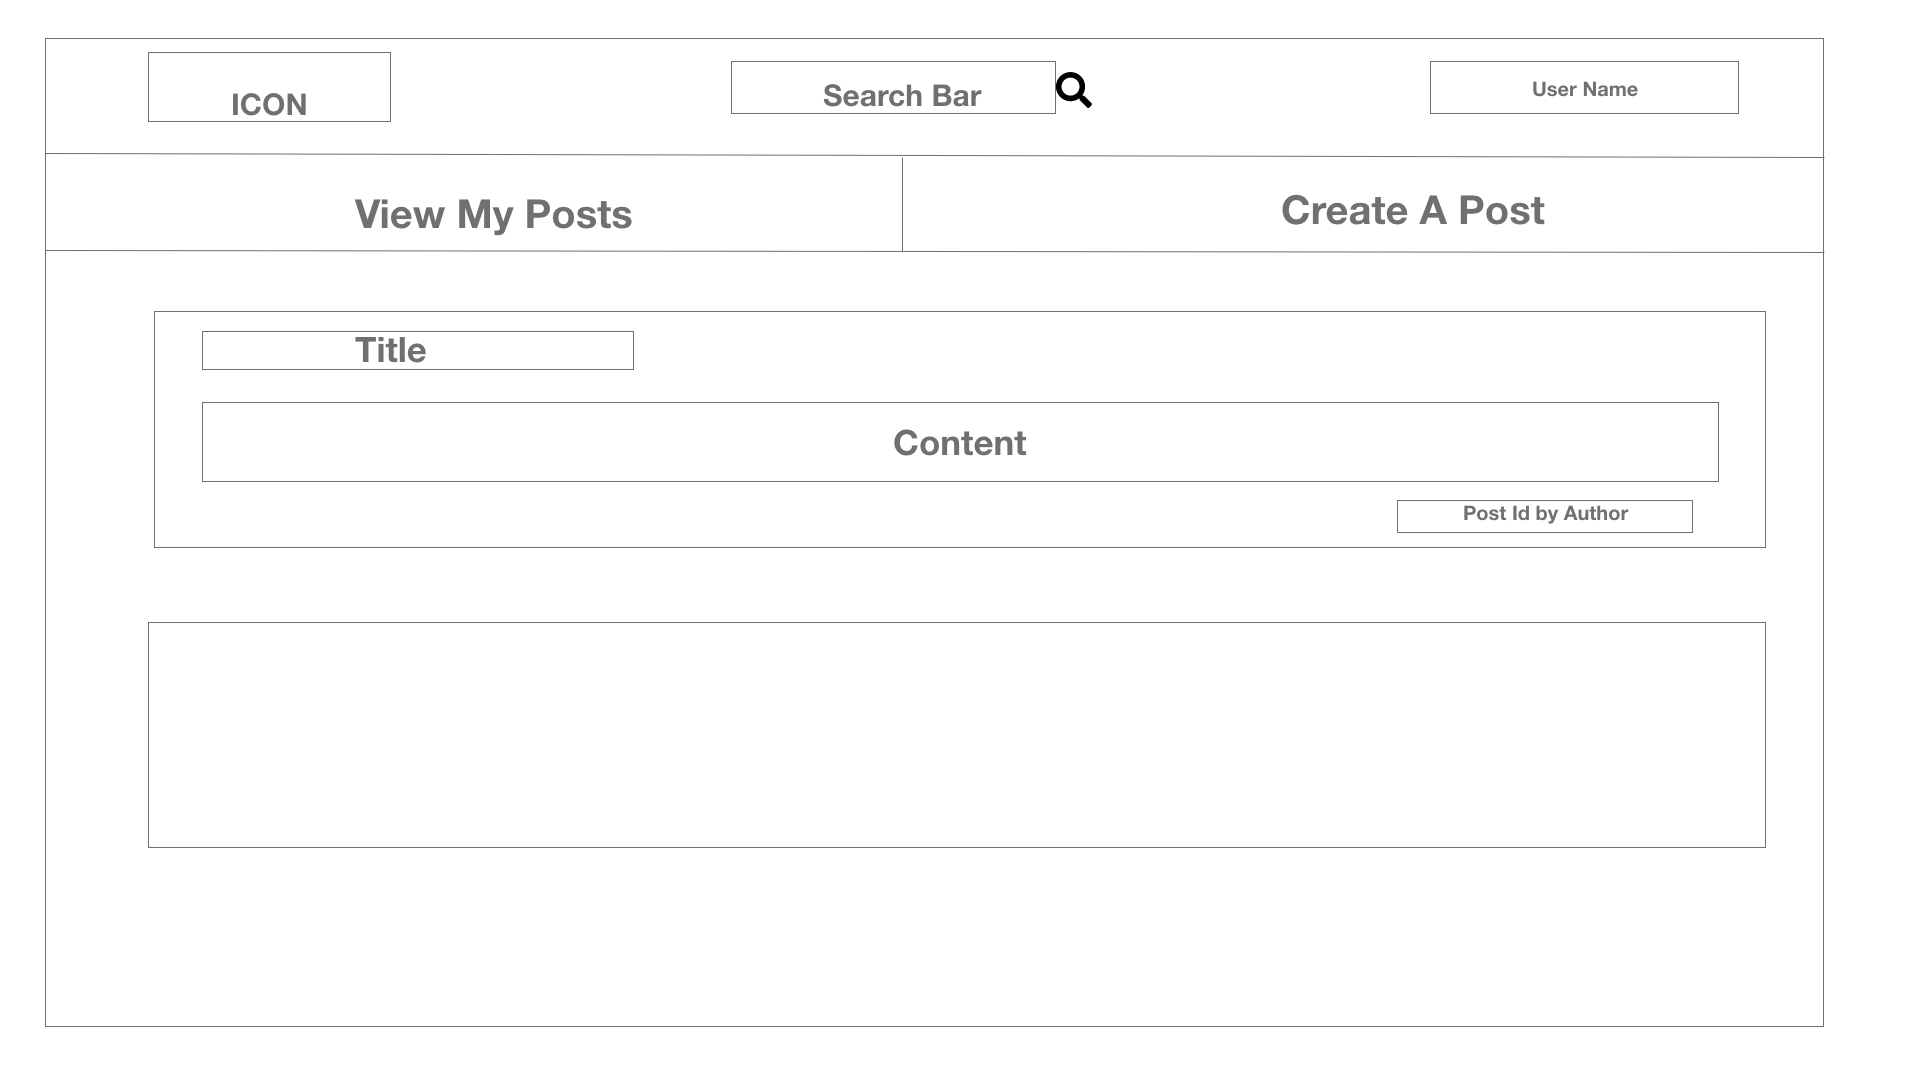 ICON
Search Bar
User Name
View My Posts
Create A Post
Title
Content
Post Id by Author